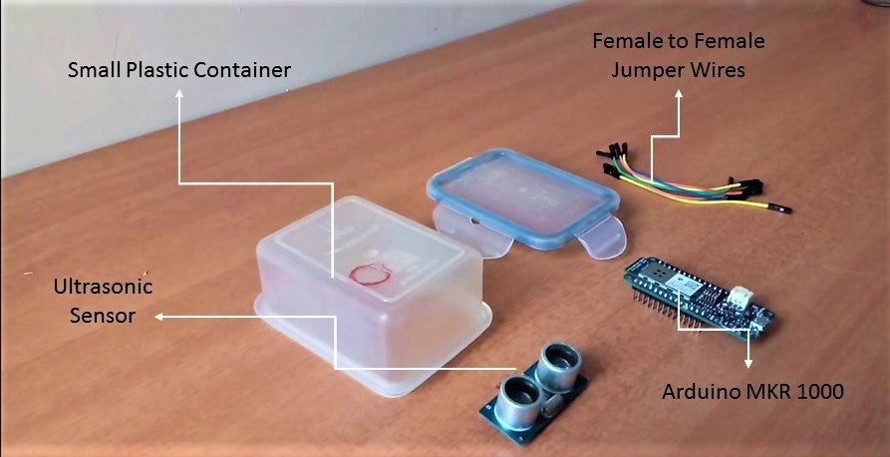 Small Plastic Container
Female to Female
Jumper Wires
Ultrasonic
Sensor
Arduino MKR 1000